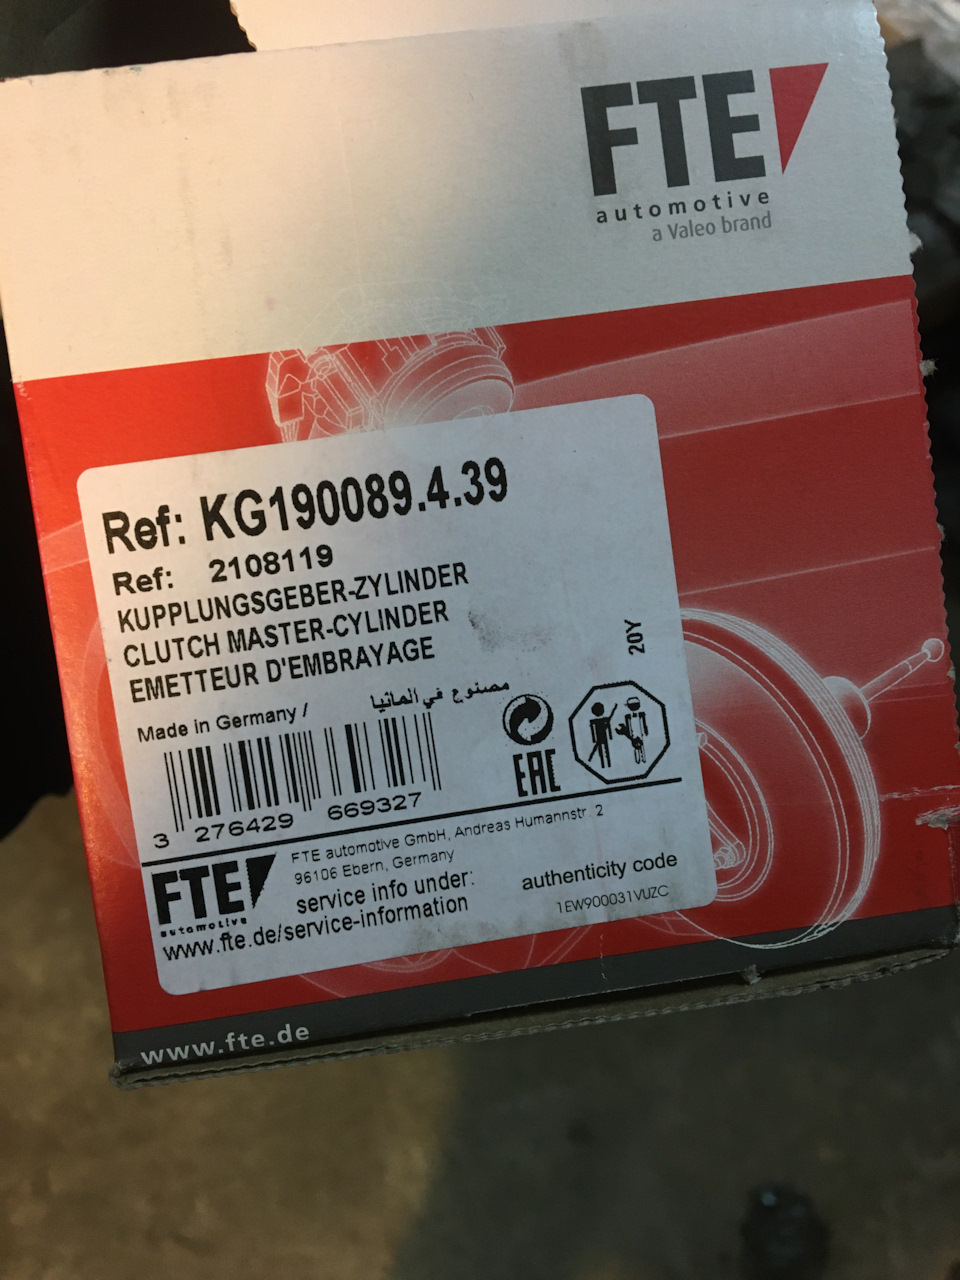 FTE
automotive
a Valeo brand
Ref: KG190089.4.39
Ref: 2108119
KUPPLUNGSGEBER-ZYLINDER
CLUTCH MASTER-CYLINDER
EMETTEUR D'EMBRAYAGE
20Y
Made in Germany / مصنوع في المانيا
EAC
3 276429 669327
FTE
automotive
FTE automotive GmbH, Andreas Humannstr. 2
96106 Ebern, Germany
service info under:
www.fte.de/service-information
authenticity code
1EW900031VUZC
www.fte.de